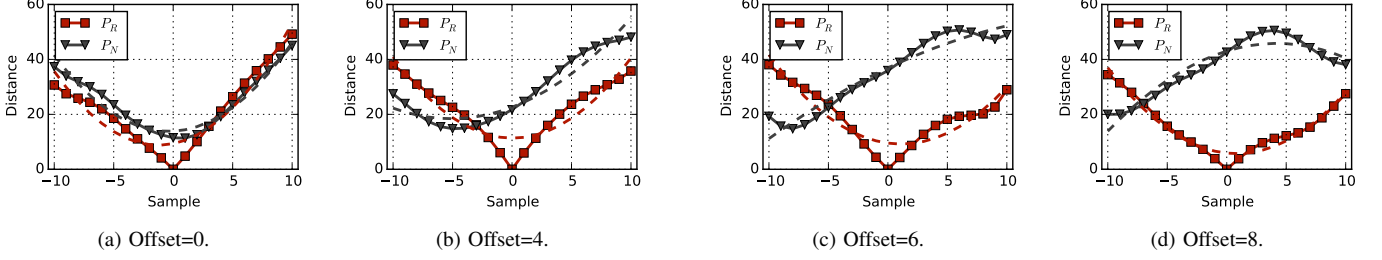 60
40
20
0
Distance
P_R
P_N
−10 −5 0 5 10
Sample
(a) Offset=0.
60
40
20
0
Distance
P_R
P_N
−10 −5 0 5 10
Sample
(b) Offset=4.
60
40
20
0
Distance
P_R
P_N
−10 −5 0 5 10
Sample
(c) Offset=6.
60
40
20
0
Distance
P_R
P_N
−10 −5 0 5 10
Sample
(d) Offset=8.